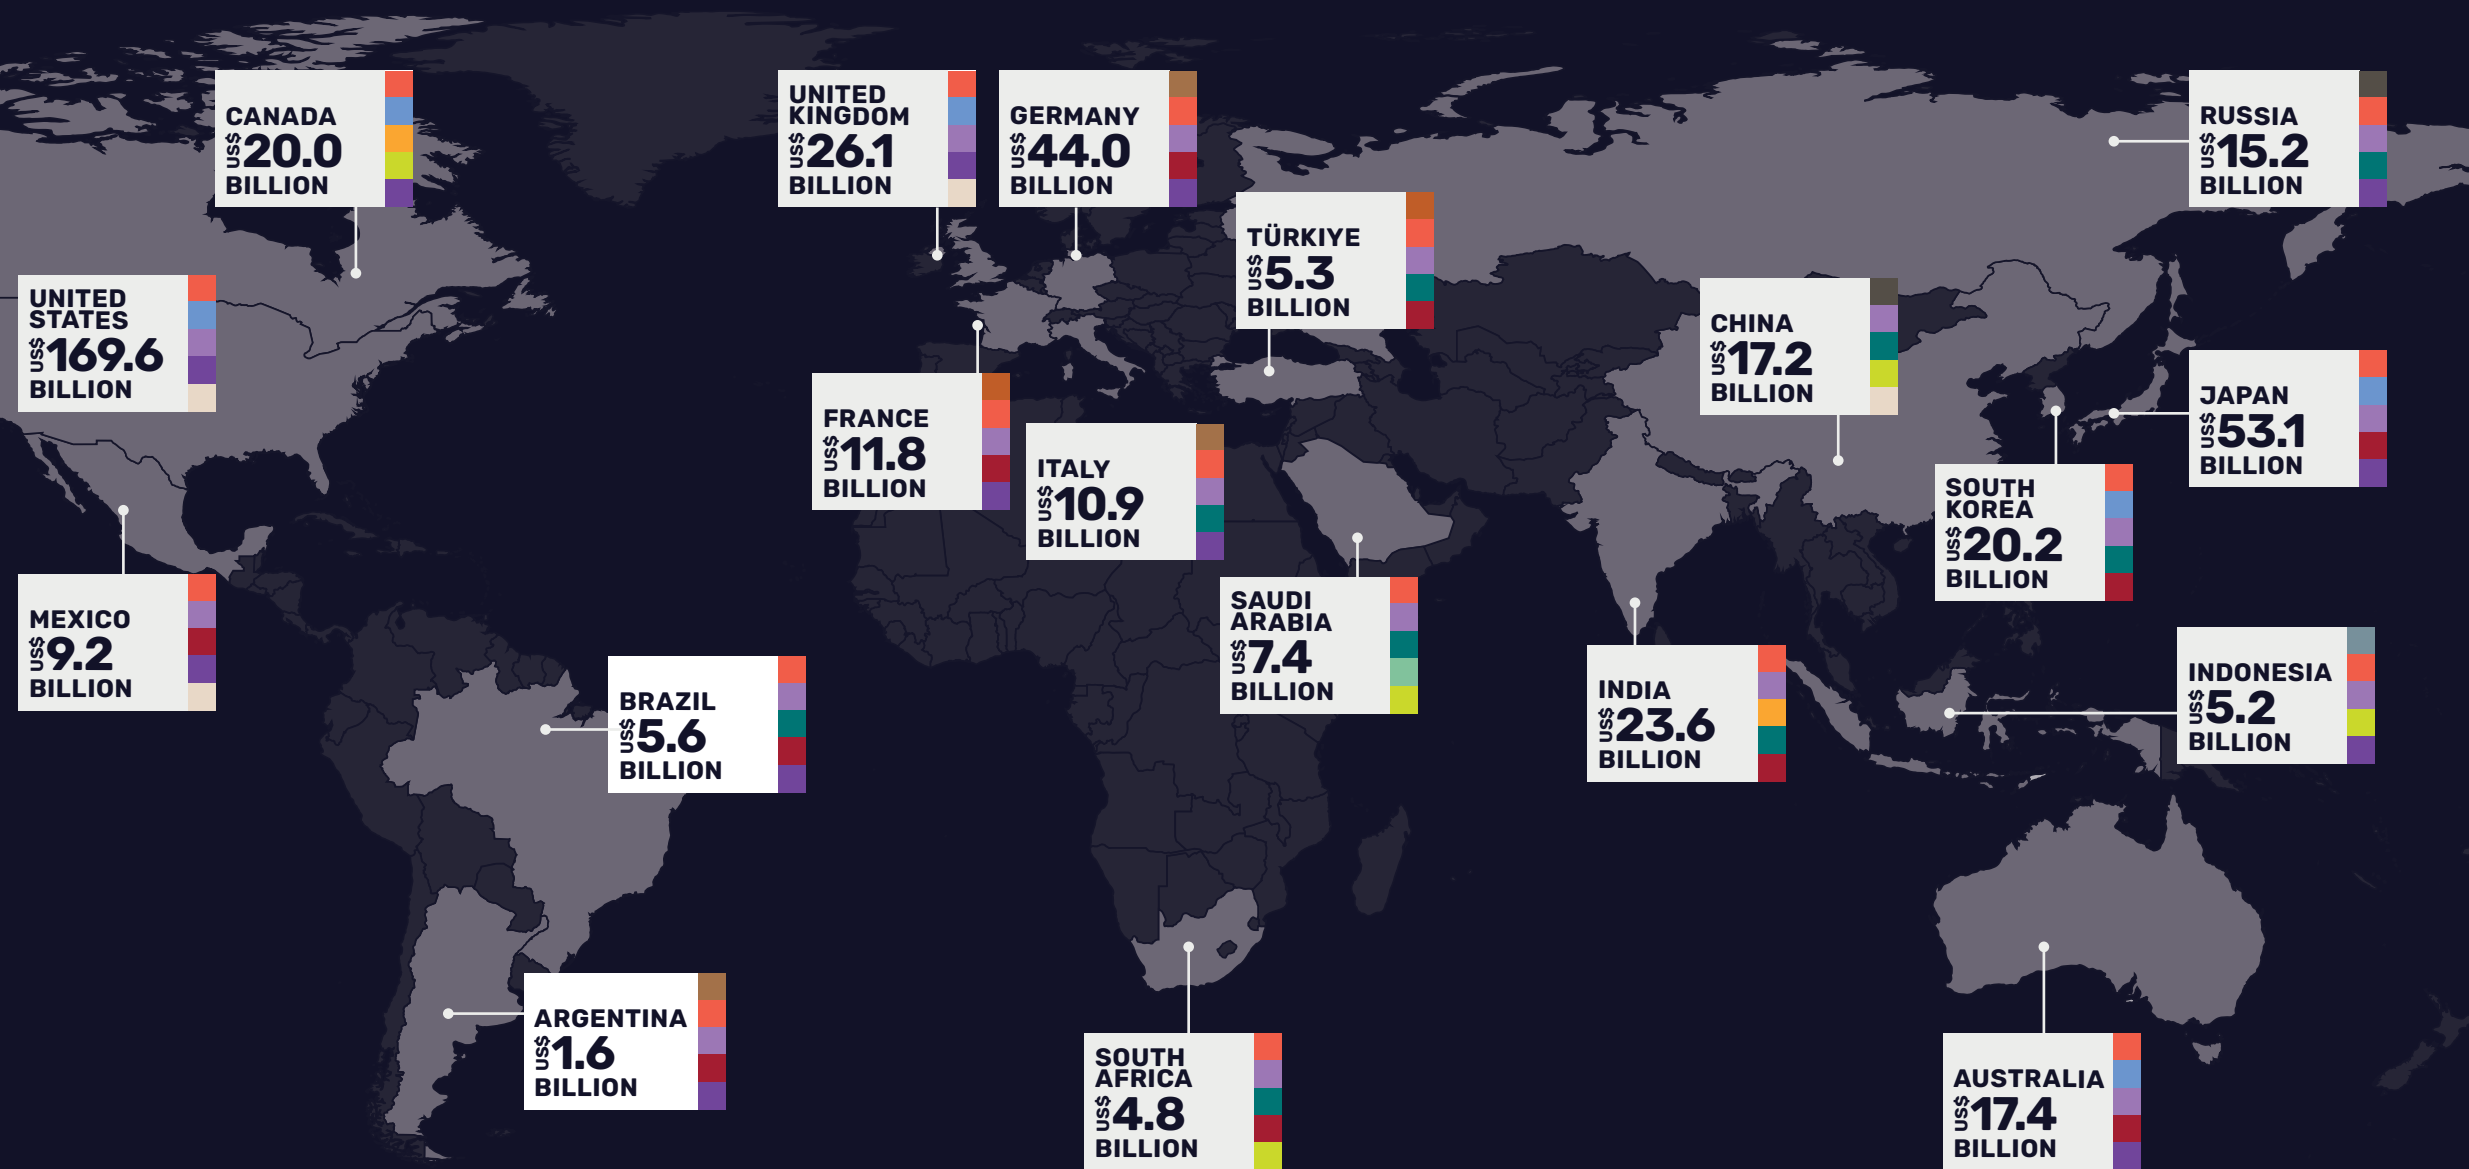 CANADA
US$20.0
BILLION
UNITED
KINGDOM
US$26.1
BILLION
GERMANY
US$44.0
BILLION
RUSSIA
US$15.2
BILLION
TÜRKIYE
US$5.3
BILLION
UNITED
STATES
US$169.6
BILLION
CHINA
US$17.2
BILLION
JAPAN
US$53.1
BILLION
FRANCE
US$11.8
BILLION
ITALY
US$10.9
BILLION
SOUTH
KOREA
US$20.2
BILLION
MEXICO
US$9.2
BILLION
SAUDI
ARABIA
US$7.4
BILLION
INDIA
US$23.6
BILLION
INDONESIA
US$5.2
BILLION
BRAZIL
US$5.6
BILLION
ARGENTINA
US$1.6
BILLION
SOUTH
AFRICA
US$4.8
BILLION
AUSTRALIA
US$17.4
BILLION